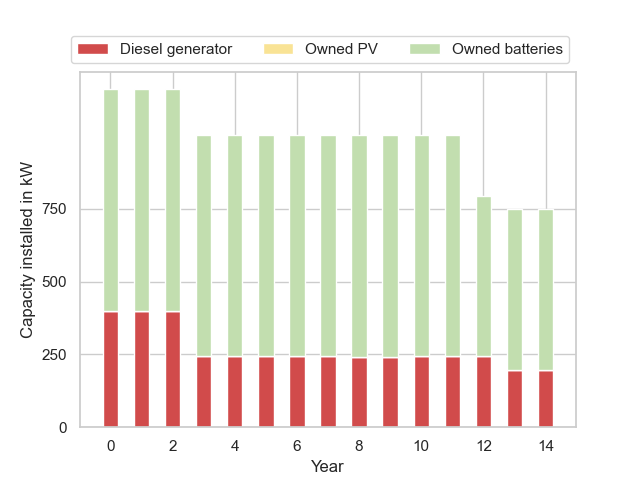 Diesel generator Owned PV Owned batteries
Capacity installed in kW
750
500
250
0
0 2 4 6 8 10 12 14
Year